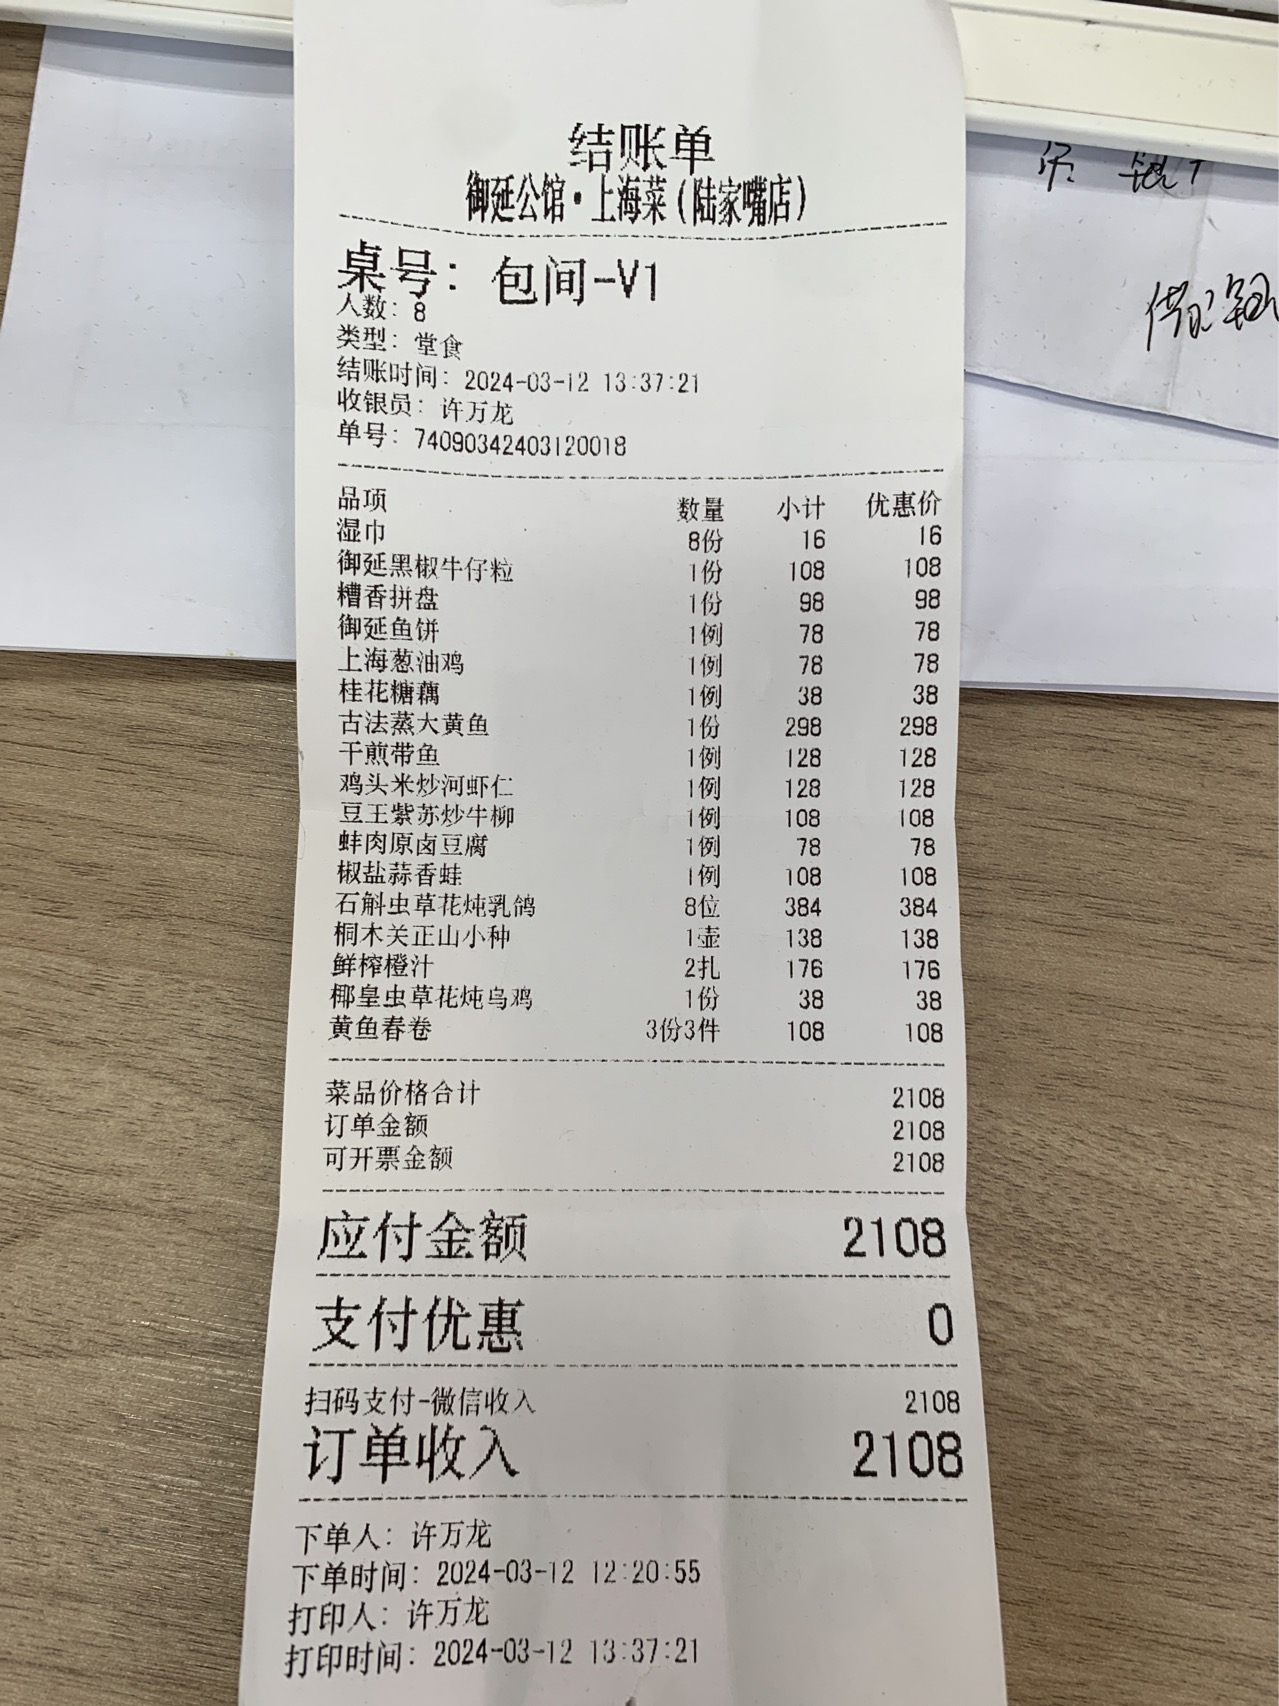 结账单
御延公馆·上海菜(陆家嘴店)
桌号: 包间-V1
人数: 8
类型: 堂食
结账时间: 2024-03-12 13:37:21
收银员: 许万龙
单号: 74090342403120018
品项 数量 小计 优惠价
湿巾 8份 16 16
御延黑椒牛仔粒 1份 108 108
糟香拼盘 1份 98 98
御延鱼饼 1例 78 78
上海葱油鸡 1例 78 78
桂花糖藕 1例 38 38
古法蒸大黄鱼 1份 298 298
干煎带鱼 1例 128 128
鸡头米炒河虾仁 1例 128 128
豆王紫苏炒牛柳 1例 108 108
蚌肉原卤豆腐 1例 78 78
椒盐蒜香蛙 1例 108 108
石斛虫草花炖乳鸽 8位 384 384
桐木关正山小种 1壶 138 138
鲜榨橙汁 2扎 176 176
椰皇虫草花炖乌鸡 1份 38 38
黄鱼春卷 3份3件 108 108
菜品价格合计 2108
订单金额 2108
可开票金额 2108
应付金额 2108
支付优惠 0
扫码支付-微信收入 2108
订单收入 2108
下单人: 许万龙
下单时间: 2024-03-12 12:20:55
打印人: 许万龙
打印时间: 2024-03-12 13:37:21